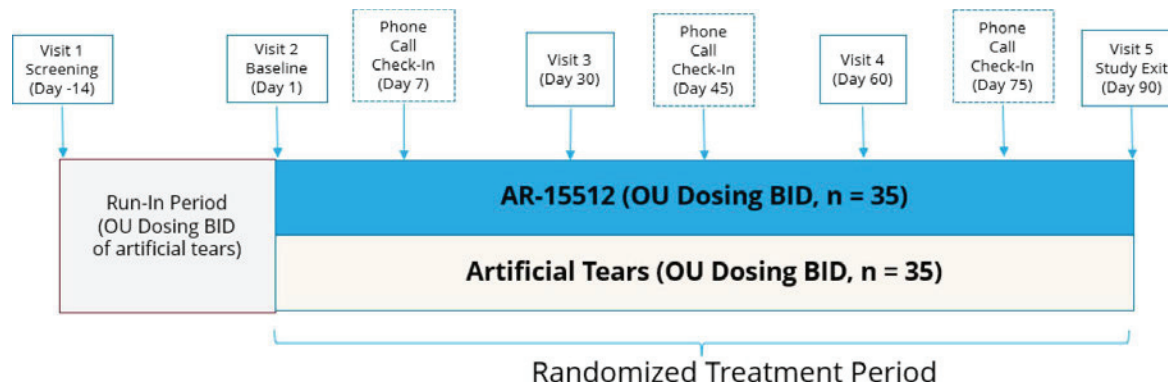 Visit 1
Screening
(Day -14)
Visit 2
Baseline
(Day 1)
Phone
Call
Check-In
(Day 7)
Visit 3
(Day 30)
Phone
Call
Check-In
(Day 45)
Visit 4
(Day 60)
Phone
Call
Check-In
(Day 75)
Visit 5
Study Exit
(Day 90)
Run-In Period
(OU Dosing BID
of artificial tears)
AR-15512 (OU Dosing BID, n = 35)
Artificial Tears (OU Dosing BID, n = 35)
Randomized Treatment Period